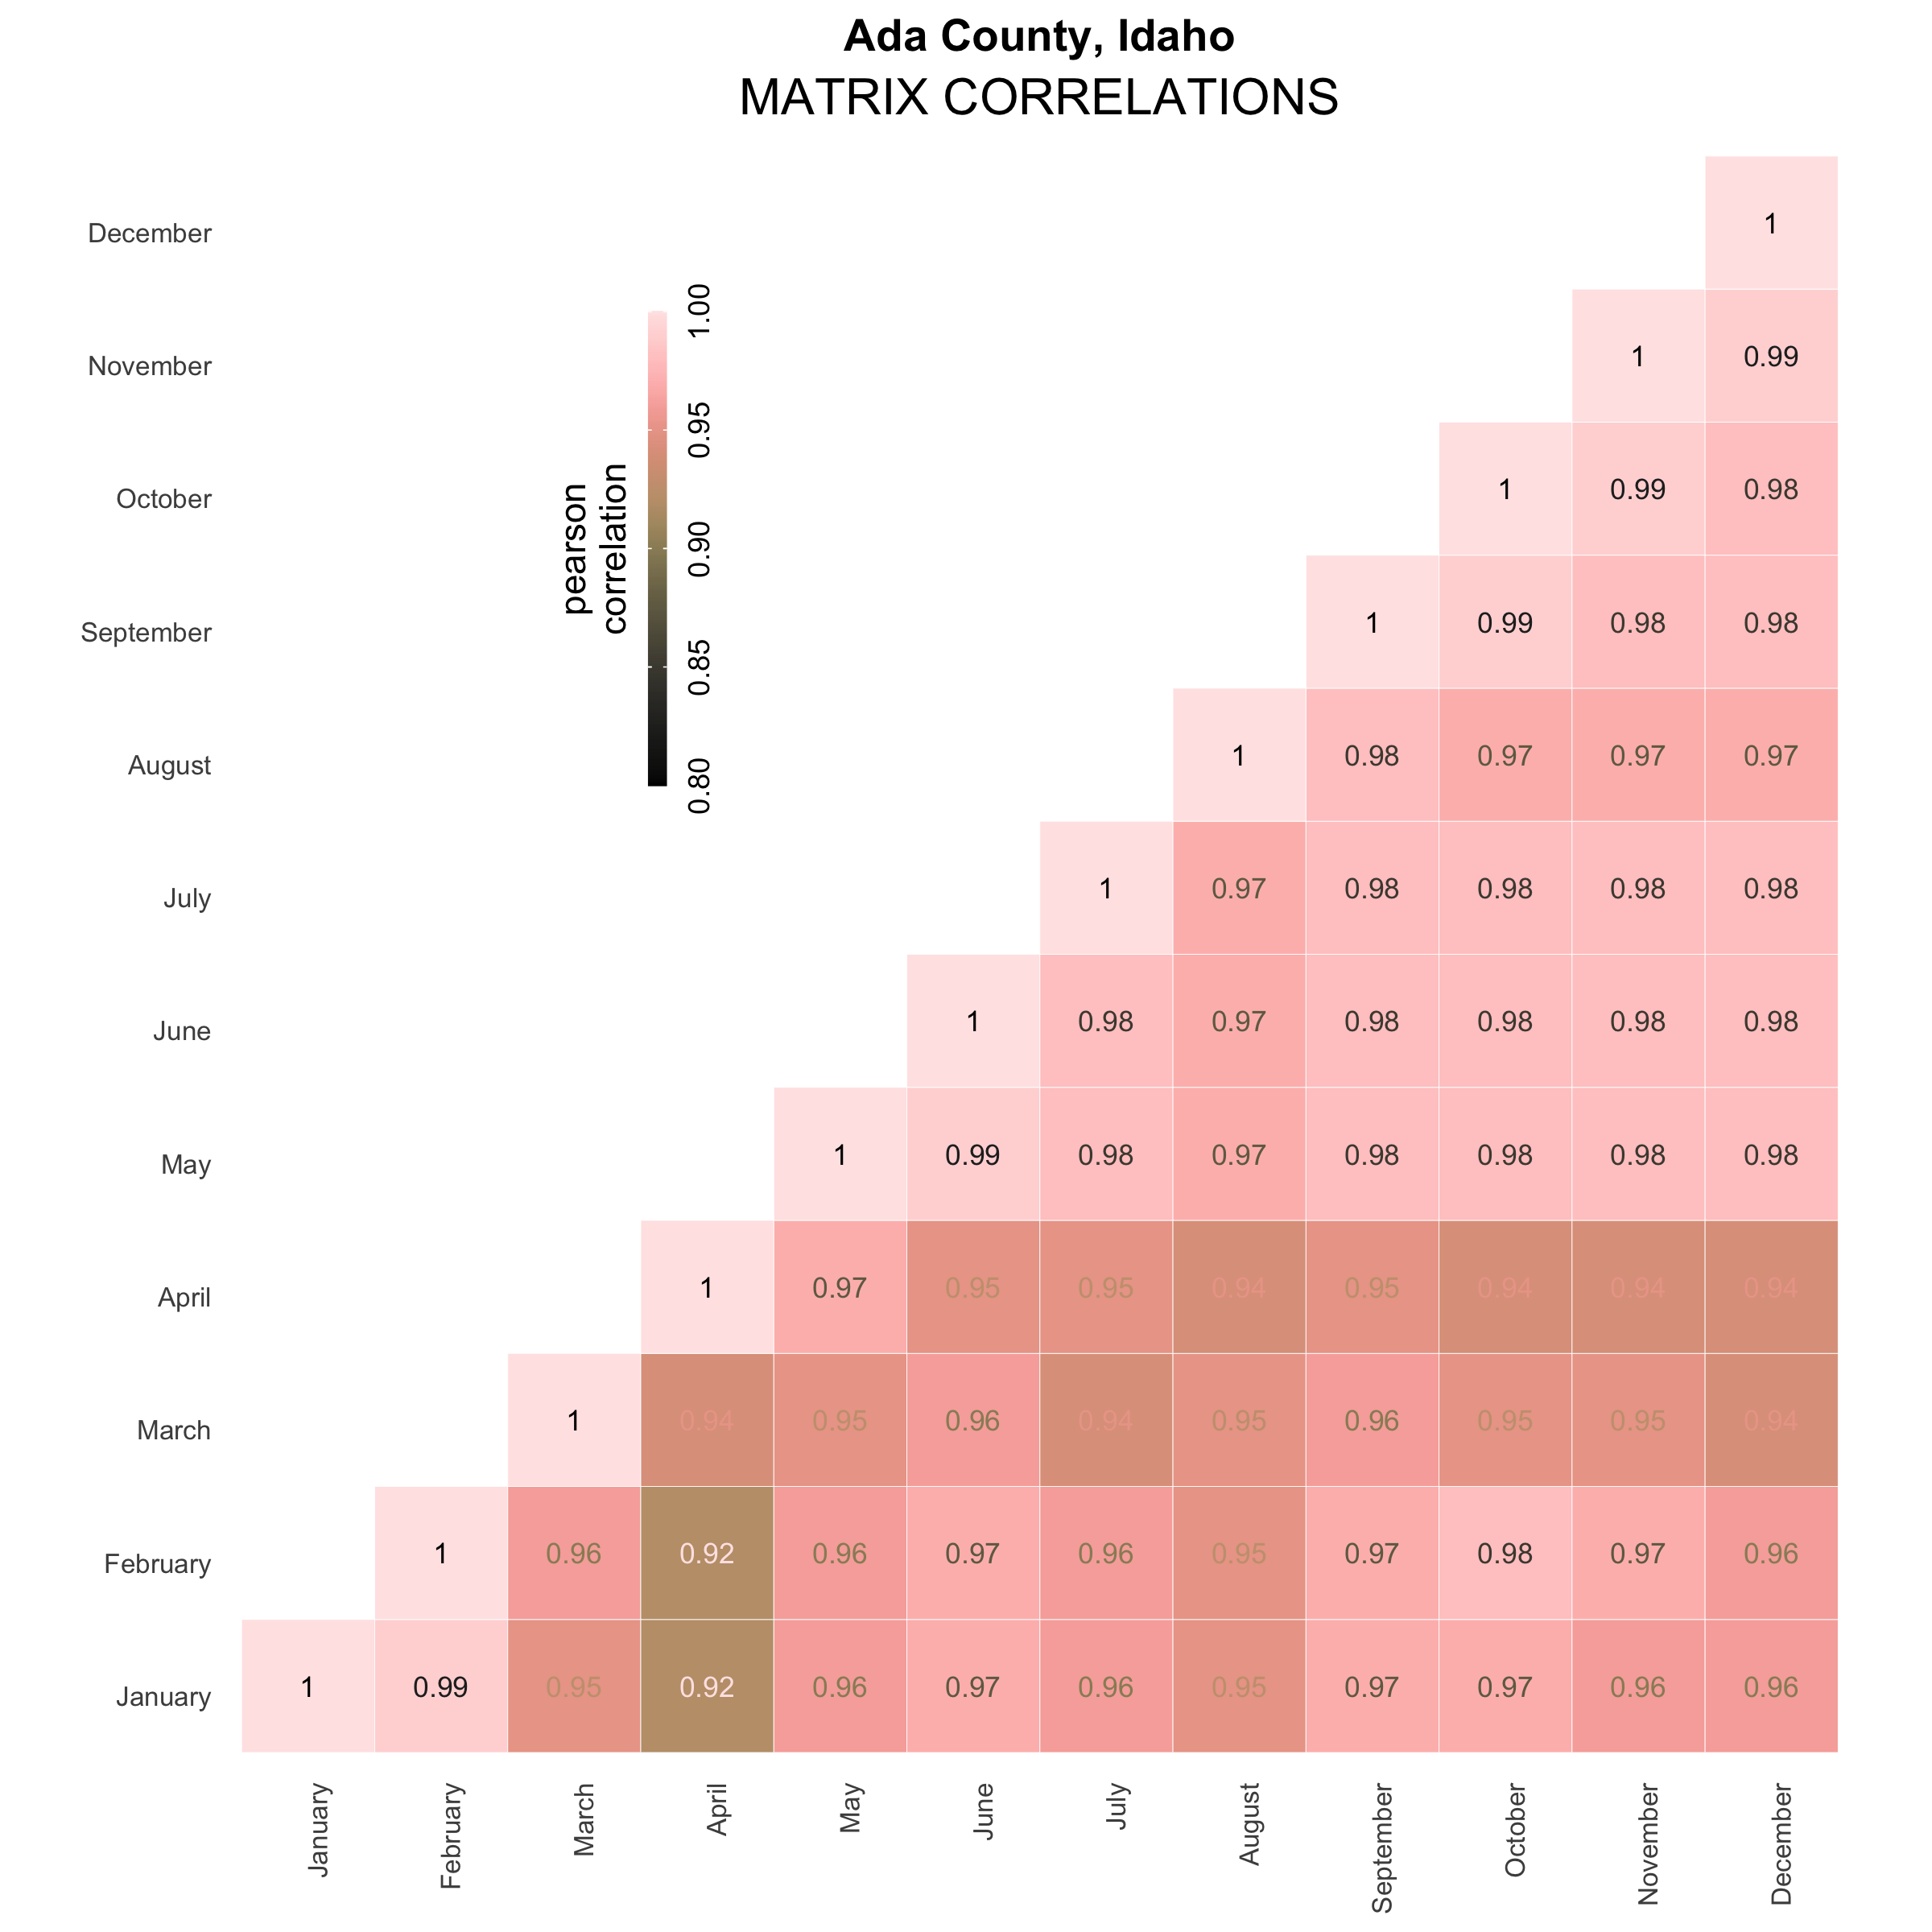 Ada County, Idaho
MATRIX CORRELATIONS
pearson
correlation
1.00
0.95
0.90
0.85
0.80
December 1
November 1 0.99
October 1 0.99 0.98
September 1 0.99 0.98 0.98
August 1 0.98 0.97 0.97 0.97
July 1 0.97 0.98 0.98 0.98 0.98
June 1 0.98 0.97 0.98 0.98 0.98 0.98
May 1 0.99 0.98 0.97 0.98 0.98 0.98 0.98
April 1 0.97 0.95 0.95 0.94 0.95 0.94 0.94 0.94
March 1 0.94 0.95 0.96 0.94 0.95 0.96 0.95 0.95 0.94
February 1 0.96 0.92 0.96 0.97 0.96 0.95 0.97 0.98 0.97 0.96
January 1 0.99 0.95 0.92 0.96 0.97 0.96 0.95 0.97 0.97 0.96 0.96
January February March April May June July August September October November December